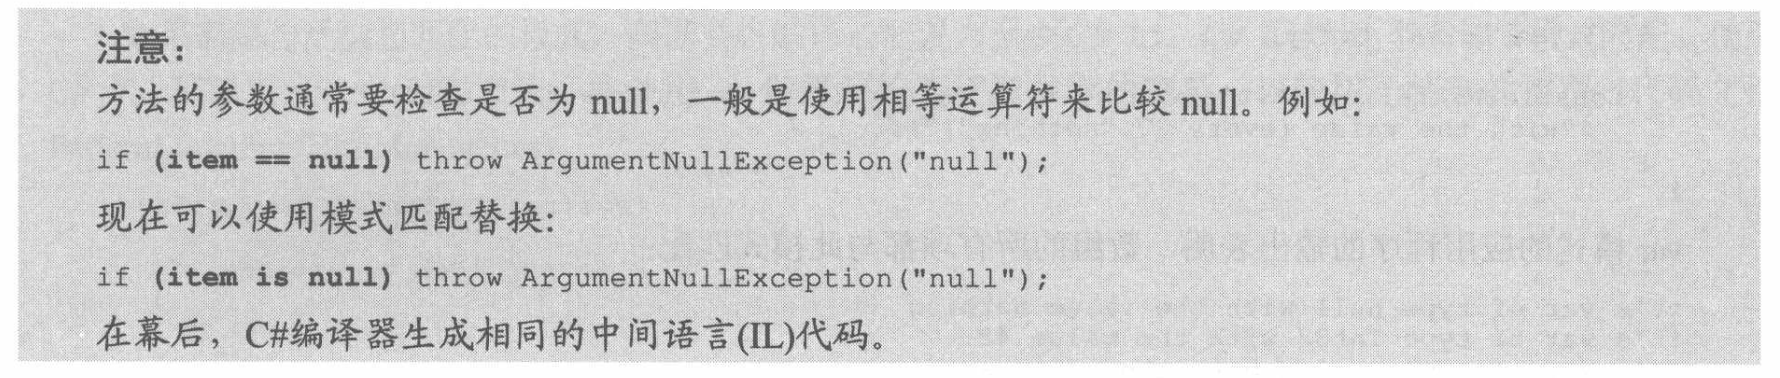 注意：
方法的参数通常要检查是否为 null，一般是使用相等运算符来比较 null。例如:
if (item == null) throw ArgumentNullException("null");
现在可以使用模式匹配替换:
if (item is null) throw ArgumentNullException("null");
在幕后，C#编译器生成相同的中间语言(IL)代码。